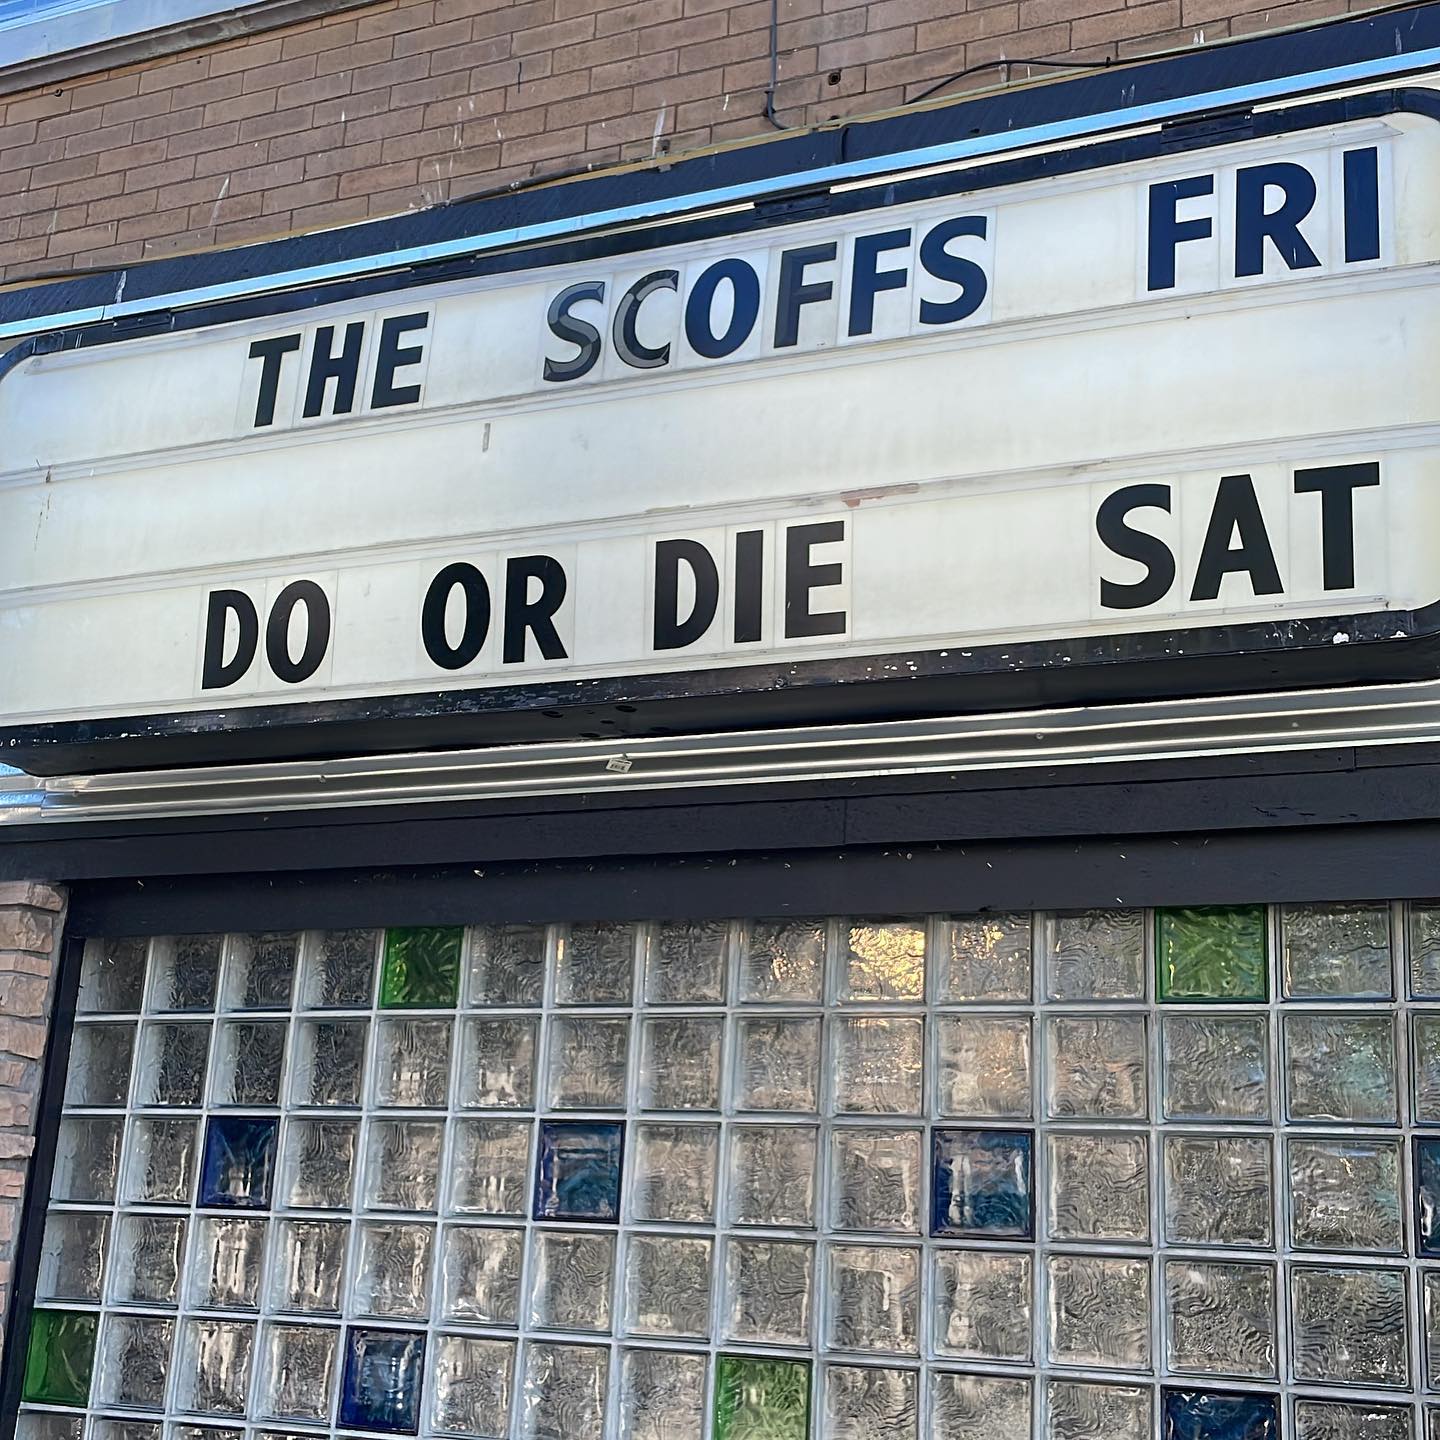 THE SCOFFS FRI
DO OR DIE SAT